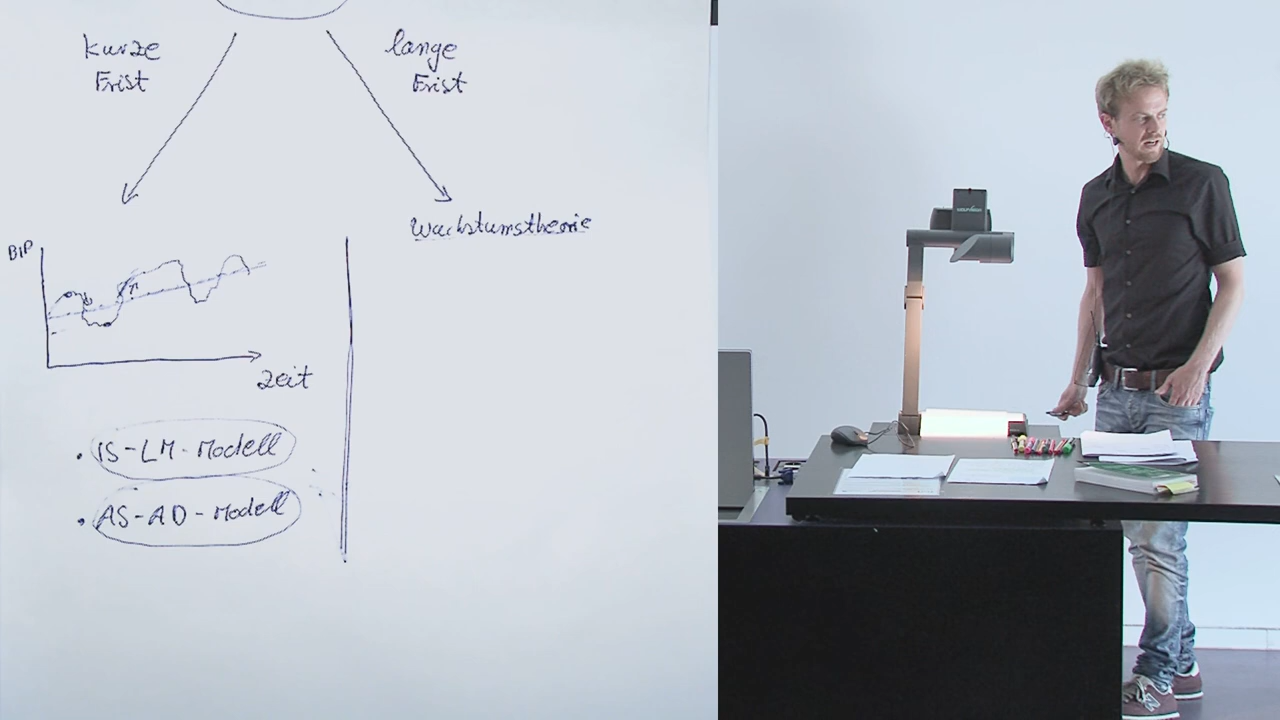 kurze
Frist
lange
Frist
Wachstumstheorie
BIP
Zeit
• IS-LM-Modell
• AS-AD-Modell